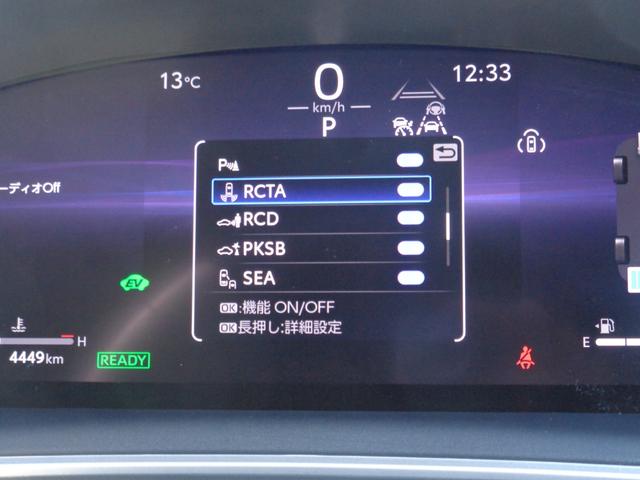 13℃
0
km/h
P
12:33
ーディオOff
P
RCTA
RCD
PKSB
SEA
OK:機能 ON/OFF
OK長押し:詳細設定
EV
H
4449km
READY
E